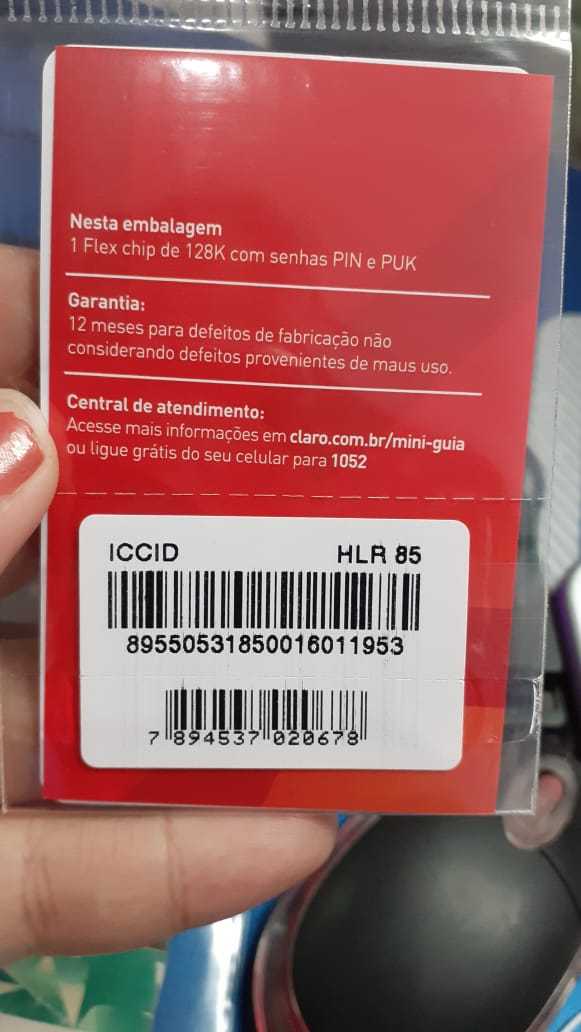 Nesta embalagem
1 Flex chip de 128K com senhas PIN e PUK
Garantia:
12 meses para defeitos de fabricação não
considerando defeitos provenientes de maus uso.
Central de atendimento:
Acesse mais informações em claro.com.br/mini-guia
ou ligue grátis do seu celular para 1052
ICCID HLR 85
89550531850016011953
7 894537 020678